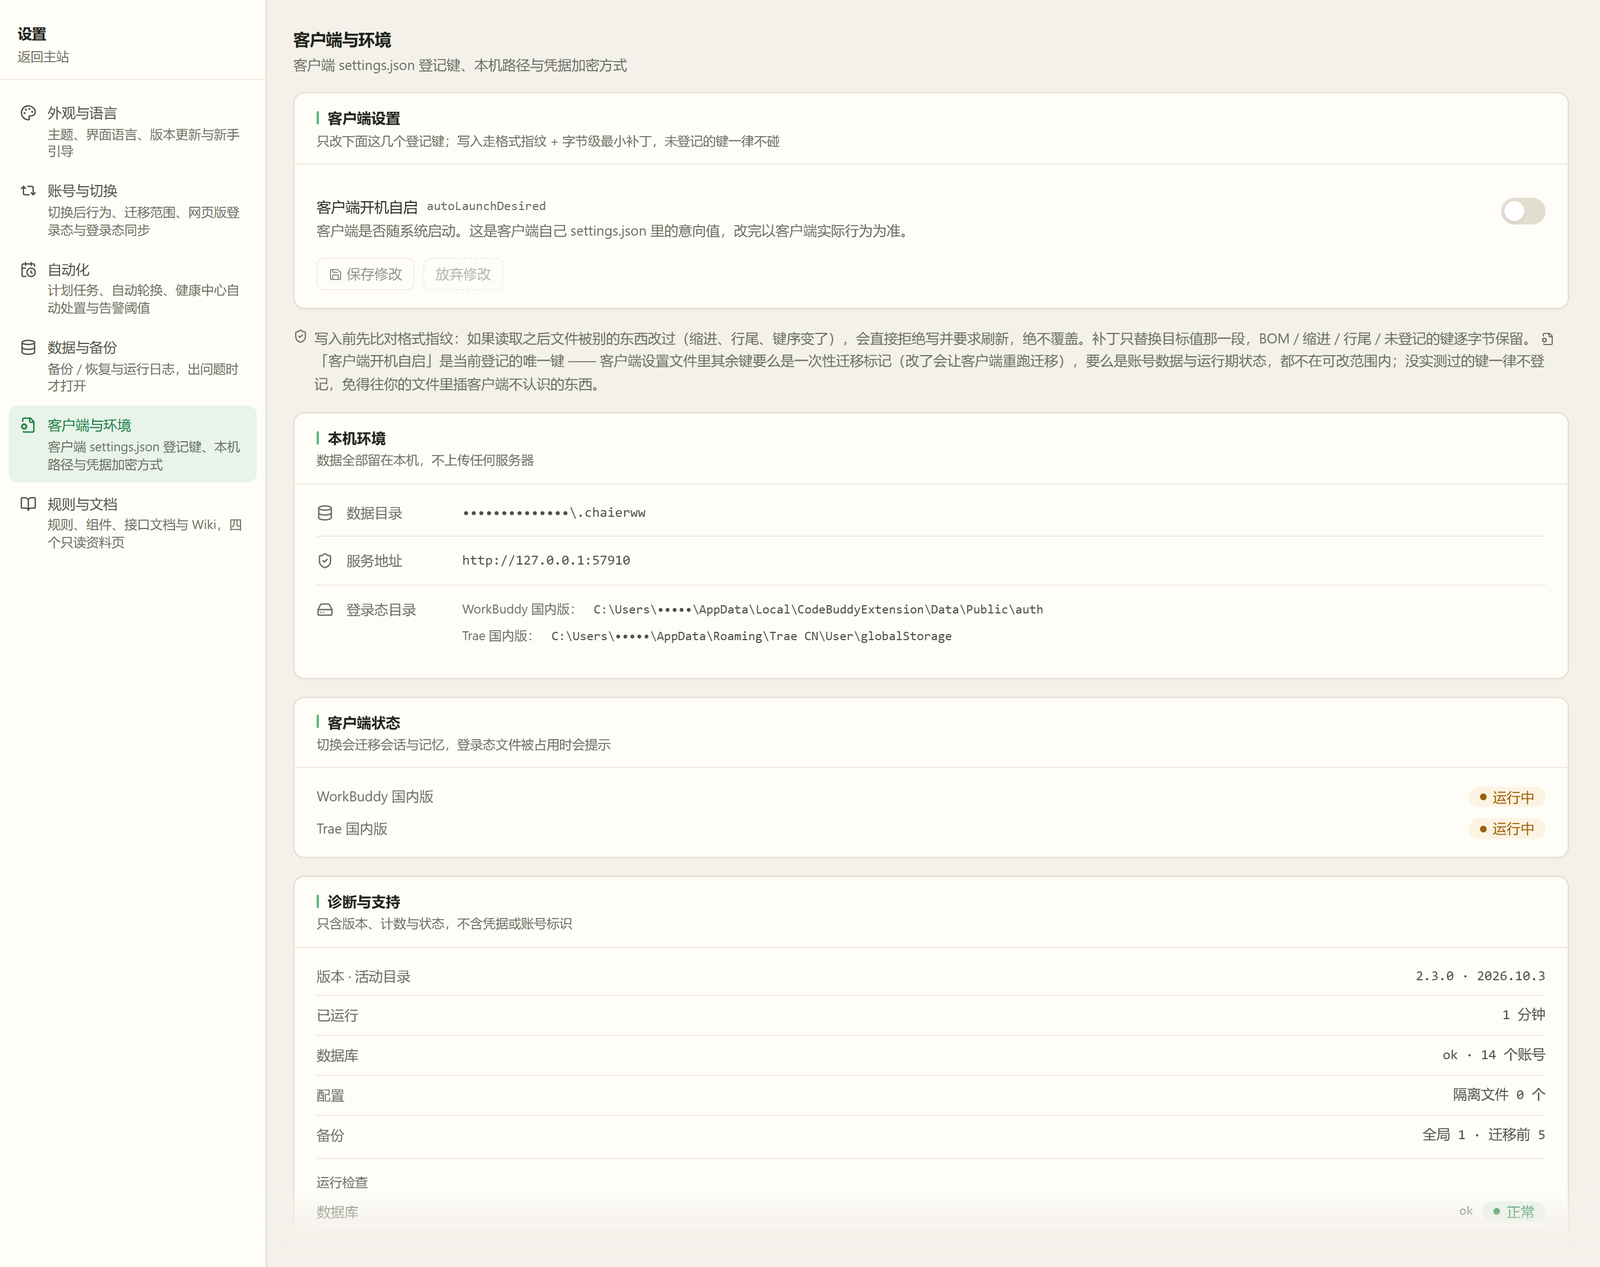 设置
返回主站
外观与语言
主题、界面语言、版本更新与新手
引导
账号与切换
切换后行为、迁移范围、网页版登
录态与登录态同步
自动化
计划任务、自动轮换、健康中心自
动处置与告警阈值
数据与备份
备份 / 恢复与运行日志，出问题时
才打开
客户端与环境
客户端 settings.json 登记键、本机
路径与凭据加密方式
规则与文档
规则、组件、接口文档与 Wiki，四
个只读资料页
客户端与环境
客户端 settings.json 登记键、本机路径与凭据加密方式
客户端设置
只改下面这几个登记键；写入走格式指纹 + 字节级最小补丁，未登记的键一律不碰
客户端开机自启 autoLaunchDesired
客户端是否随系统启动。这是客户端自己 settings.json 里的意向值，改完以客户端实际行为为准。
保存修改 放弃修改
写入前先比对格式指纹：如果读取之后文件被别的东西改过（缩进、行尾、键序变了），会直接拒绝写并要求刷新，绝不覆盖。补丁只替换目标值那一段，BOM / 缩进 / 行尾 / 未登记的键逐字节保留。
「客户端开机自启」是当前登记的唯一键 —— 客户端设置文件里其余键要么是一次性迁移标记（改了会让客户端重跑迁移），要么是账号数据与运行期状态，都不在可改范围内；没实测过的键一律不登
记，免得往你的文件里插客户端不认识的东西。
本机环境
数据全部留在本机，不上传任何服务器
数据目录 ••••••••••••••\.chaierww
服务地址 http://127.0.0.1:57910
登录态目录 WorkBuddy 国内版： C:\Users\•••••\AppData\Local\CodeBuddyExtension\Data\Public\auth
Trae 国内版： C:\Users\•••••\AppData\Roaming\Trae CN\User\globalStorage
客户端状态
切换会迁移会话与记忆，登录态文件被占用时会提示
WorkBuddy 国内版 运行中
Trae 国内版 运行中
诊断与支持
只含版本、计数与状态，不含凭据或账号标识
版本 · 活动目录 2.3.0 · 2026.10.3
已运行 1 分钟
数据库 ok · 14 个账号
配置 隔离文件 0 个
备份 全局 1 · 迁移前 5
运行检查
数据库 ok 正常